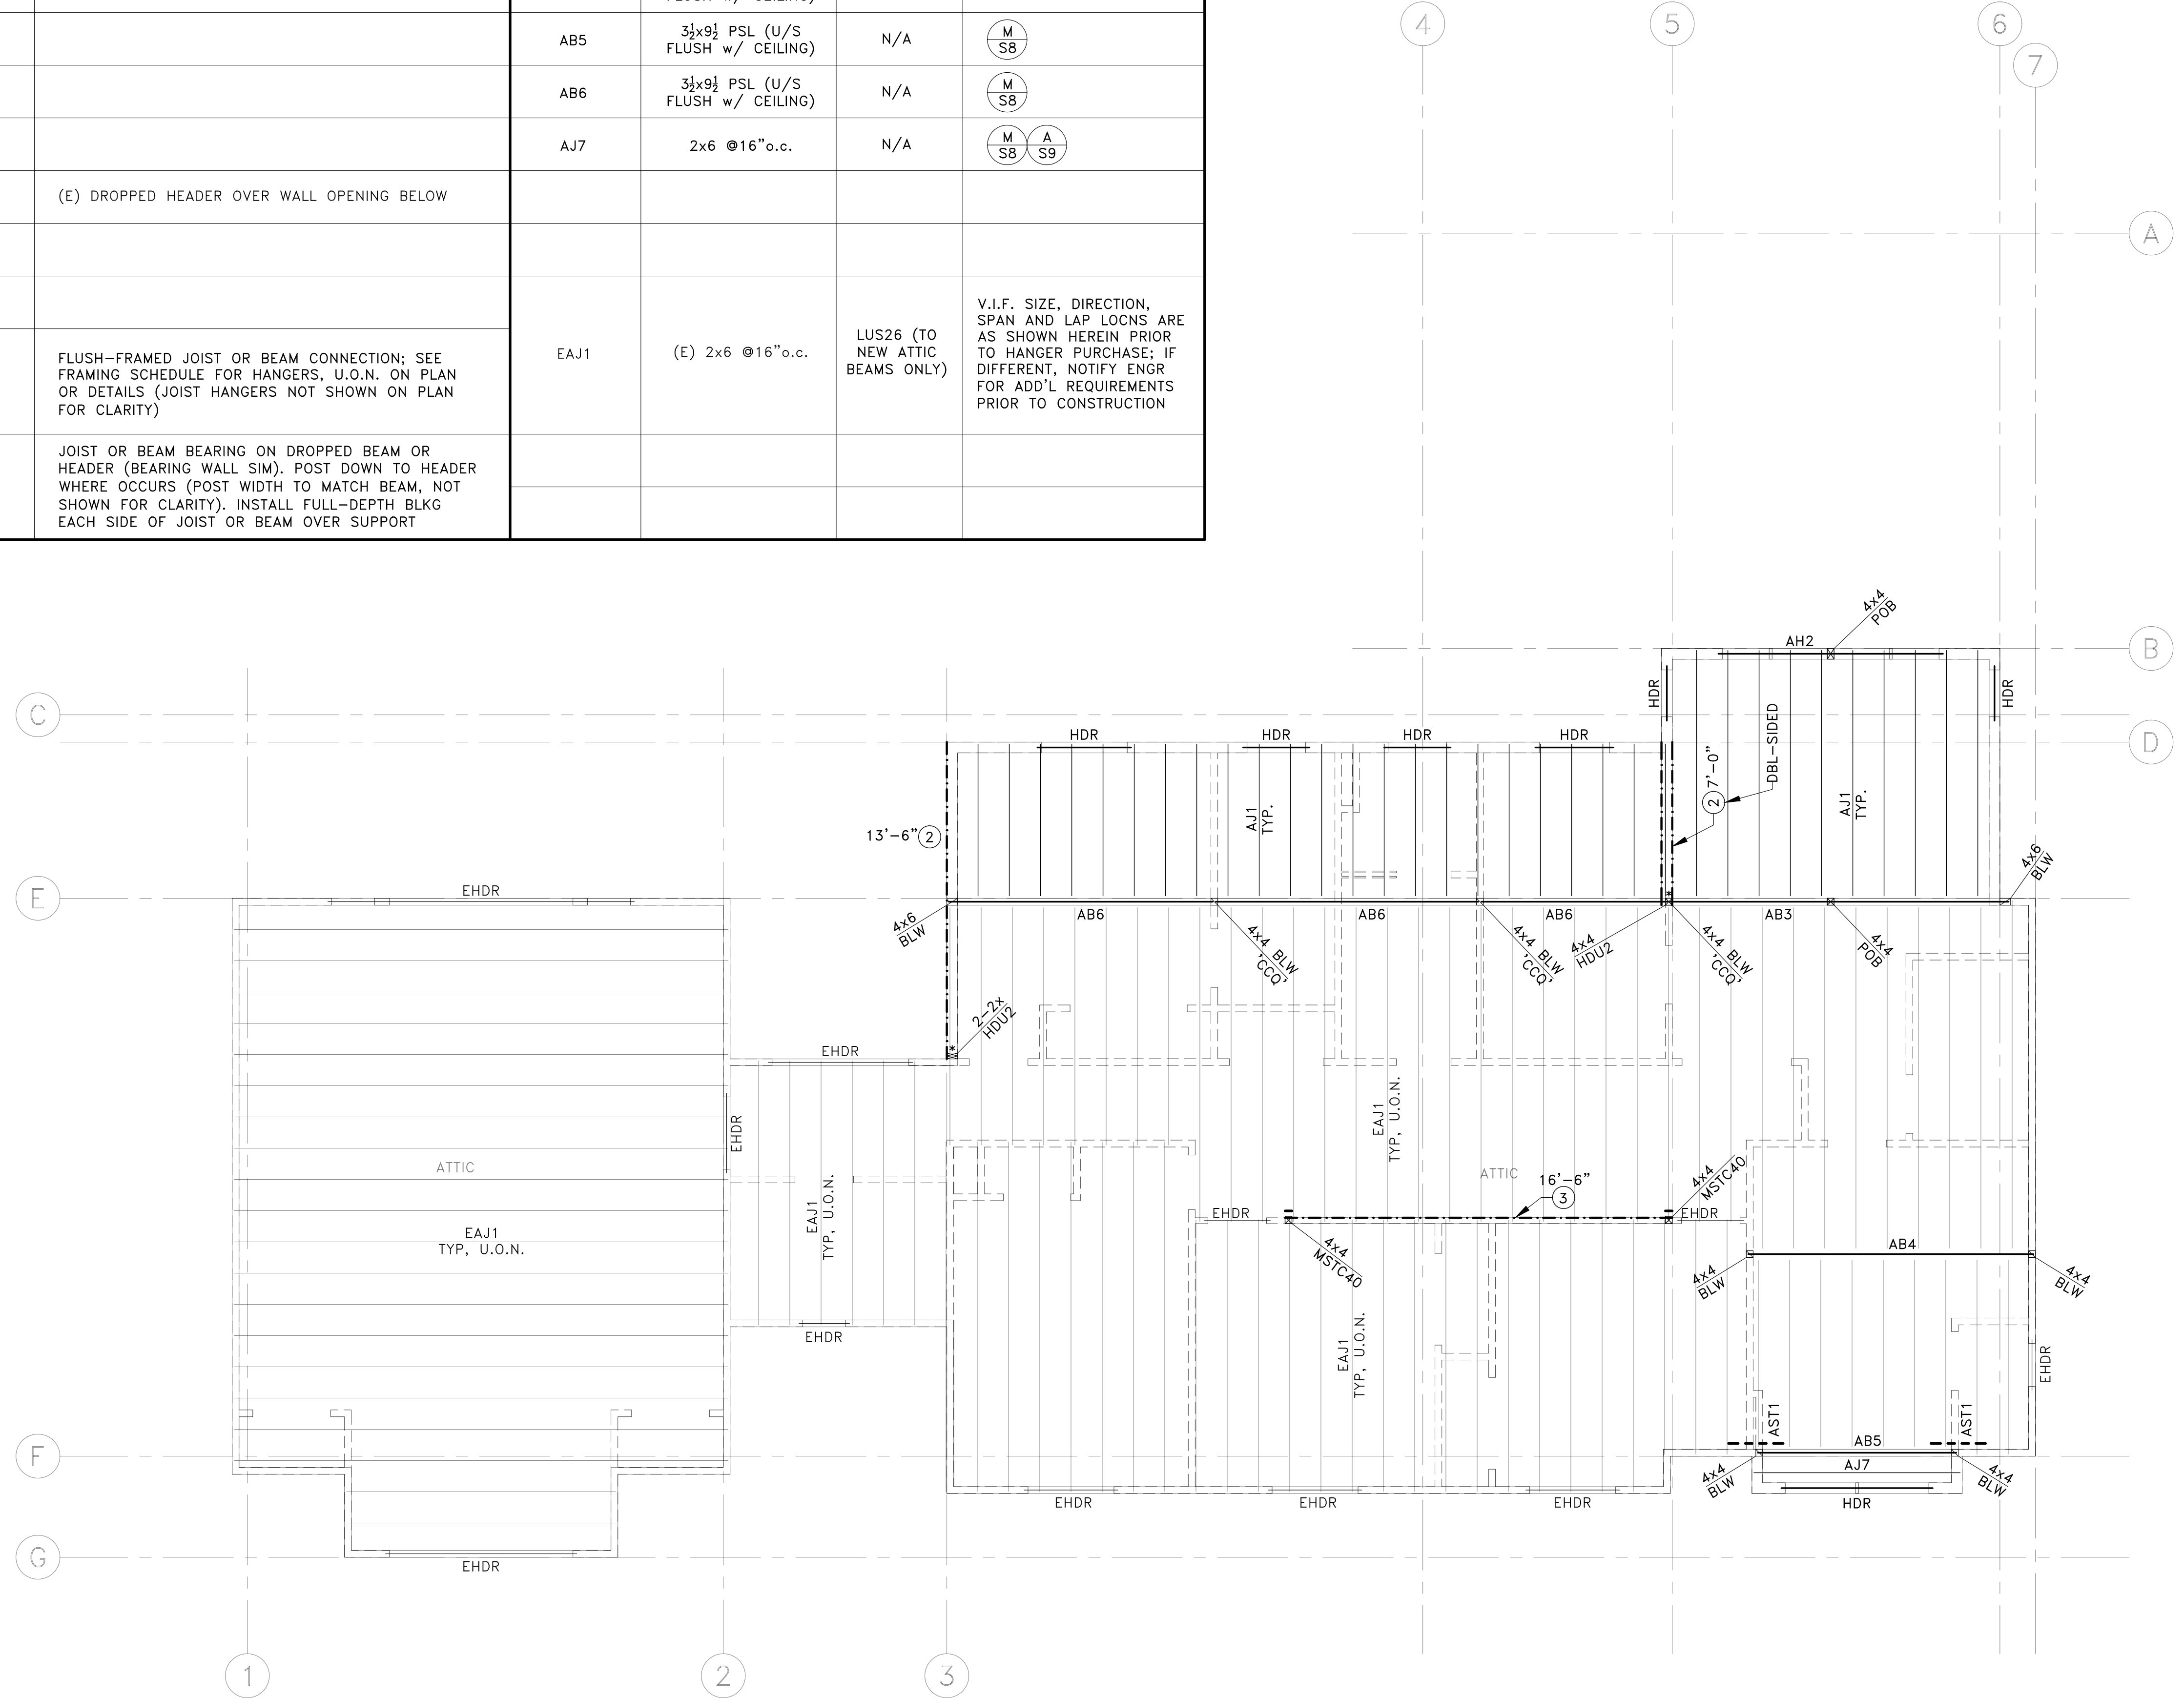 FLUSH w/ CEILING)
AB5
3½x9½ PSL (U/S
FLUSH w/ CEILING)
N/A
M
S8
AB6
3½x9½ PSL (U/S
FLUSH w/ CEILING)
N/A
M
S8
AJ7
2x6 @16"o.c.
N/A
M
S8
A
S9
(E) DROPPED HEADER OVER WALL OPENING BELOW
FLUSH-FRAMED JOIST OR BEAM CONNECTION; SEE
FRAMING SCHEDULE FOR HANGERS, U.O.N. ON PLAN
OR DETAILS (JOIST HANGERS NOT SHOWN ON PLAN
FOR CLARITY)
EAJ1
(E) 2x6 @16"o.c.
LUS26 (TO
NEW ATTIC
BEAMS ONLY)
V.I.F. SIZE, DIRECTION,
SPAN AND LAP LOCNS ARE
AS SHOWN HEREIN PRIOR
TO HANGER PURCHASE; IF
DIFFERENT, NOTIFY ENGR
FOR ADD'L REQUIREMENTS
PRIOR TO CONSTRUCTION
JOIST OR BEAM BEARING ON DROPPED BEAM OR
HEADER (BEARING WALL SIM). POST DOWN TO HEADER
WHERE OCCURS (POST WIDTH TO MATCH BEAM, NOT
SHOWN FOR CLARITY). INSTALL FULL-DEPTH BLKG
EACH SIDE OF JOIST OR BEAM OVER SUPPORT
4
5
6
7
A
B
C
D
E
F
G
1
2
3
4x4
POB
AH2
HDR
HDR
HDR
HDR
HDR
HDR
DBL-SIDED
2 7'-0"
AJ1
TYP.
AJ1
TYP.
13'-6" 2
4x6
BLW
EHDR
4x6
BLW
AB6
AB6
AB6
AB3
4x4 BLW
'CCQ'
4x4 BLW
'CCQ'
4x4
HDU2
*
4x4 BLW
'CCQ'
4x4
POB
2-2x
HDU2
*
EHDR
EHDR
ATTIC
EAJ1
TYP, U.O.N.
EAJ1
TYP, U.O.N.
EHDR
EAJ1
TYP, U.O.N.
ATTIC
16'-6"
3
4x4
MSTC40
EHDR
EHDR
4x4
MSTC40
AB4
4x4
BLW
4x4
BLW
EAJ1
TYP, U.O.N.
EHDR
AST1
AST1
AB5
AJ7
4x4
BLW
4x4
BLW
HDR
EHDR
EHDR
EHDR
EHDR